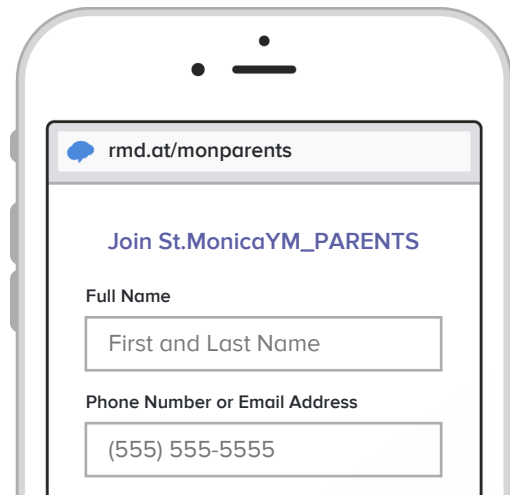 rmd.at/monparents
Join St.MonicaYM_PARENTS
Full Name
First and Last Name
Phone Number or Email Address
(555) 555-5555